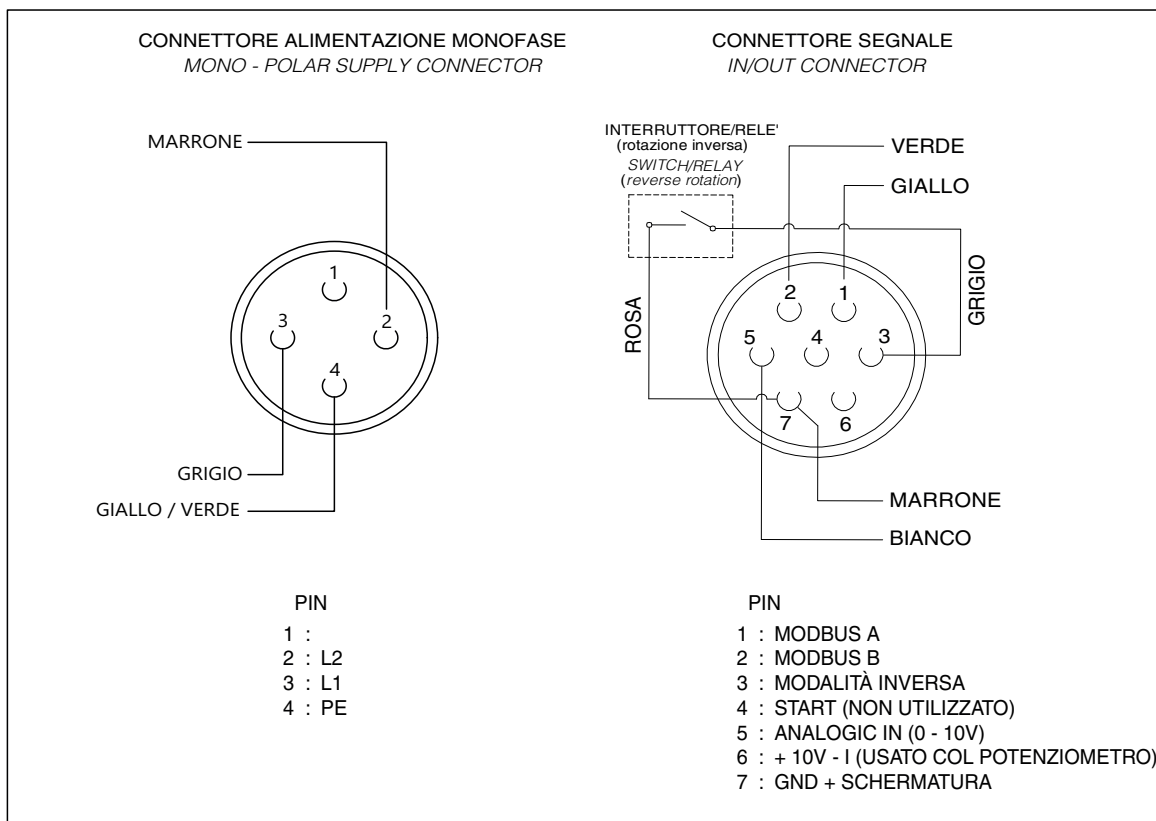 CONNETTORE ALIMENTAZIONE MONOFASE
MONO - POLAR SUPPLY CONNECTOR
MARRONE
1
2
3
4
GRIGIO
GIALLO / VERDE
PIN
1 :
2 : L2
3 : L1
4 : PE
CONNETTORE SEGNALE
IN/OUT CONNECTOR
INTERRUTTORE/RELE'
(rotazione inversa)
SWITCH/RELAY
(reverse rotation)
VERDE
GIALLO
ROSA
GRIGIO
2
1
5
4
3
7
6
MARRONE
BIANCO
PIN
1 : MODBUS A
2 : MODBUS B
3 : MODALITÀ INVERSA
4 : START (NON UTILIZZATO)
5 : ANALOGIC IN (0 - 10V)
6 : + 10V - I (USATO COL POTENZIOMETRO)
7 : GND + SCHERMATURA